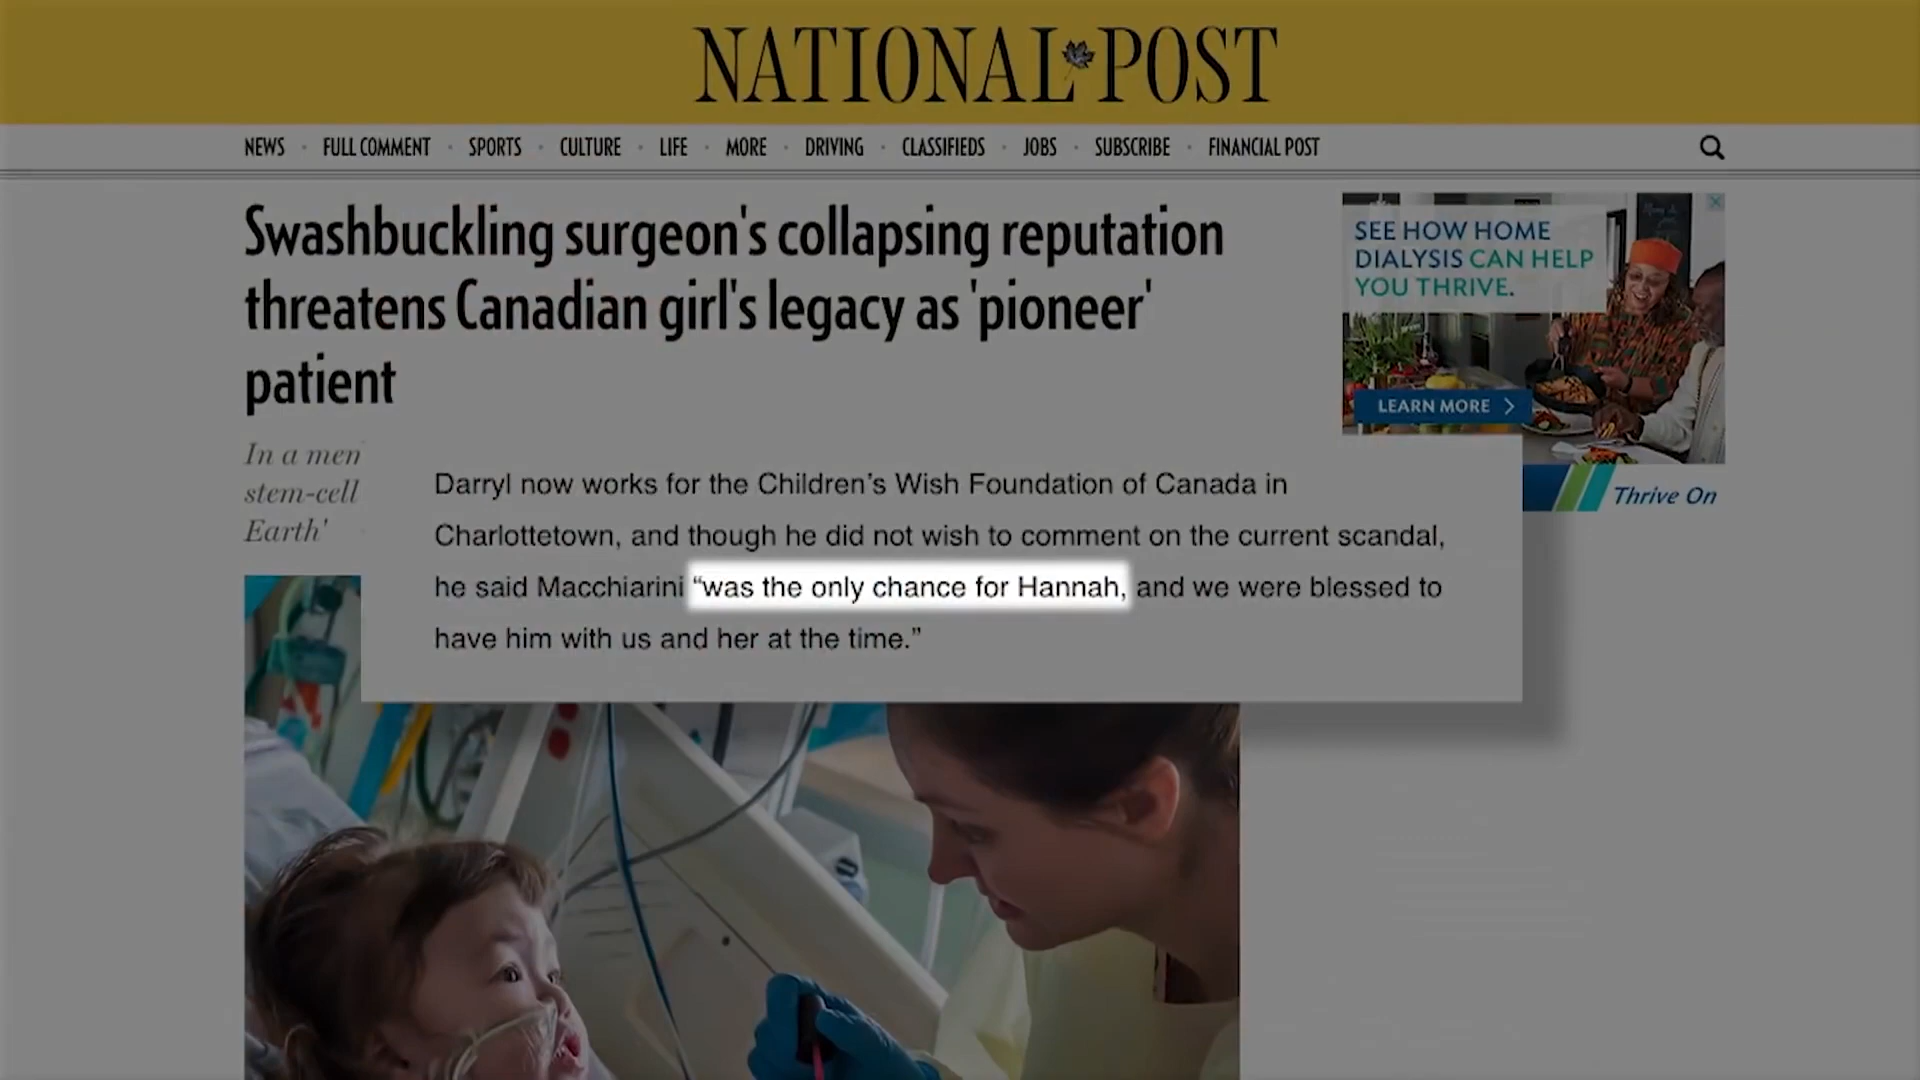 NATIONAL POST
NEWS · FULL COMMENT · SPORTS · CULTURE · LIFE · MORE · DRIVING · CLASSIFIEDS · JOBS · SUBSCRIBE · FINANCIAL POST
Swashbuckling surgeon's collapsing reputation
threatens Canadian girl's legacy as 'pioneer'
patient
SEE HOW HOME
DIALYSIS CAN HELP
YOU THRIVE.
LEARN MORE >
Thrive On
In a men
stem-cell
Earth'
Darryl now works for the Children’s Wish Foundation of Canada in
Charlottetown, and though he did not wish to comment on the current scandal,
he said Macchiarini “was the only chance for Hannah, and we were blessed to
have him with us and her at the time.”